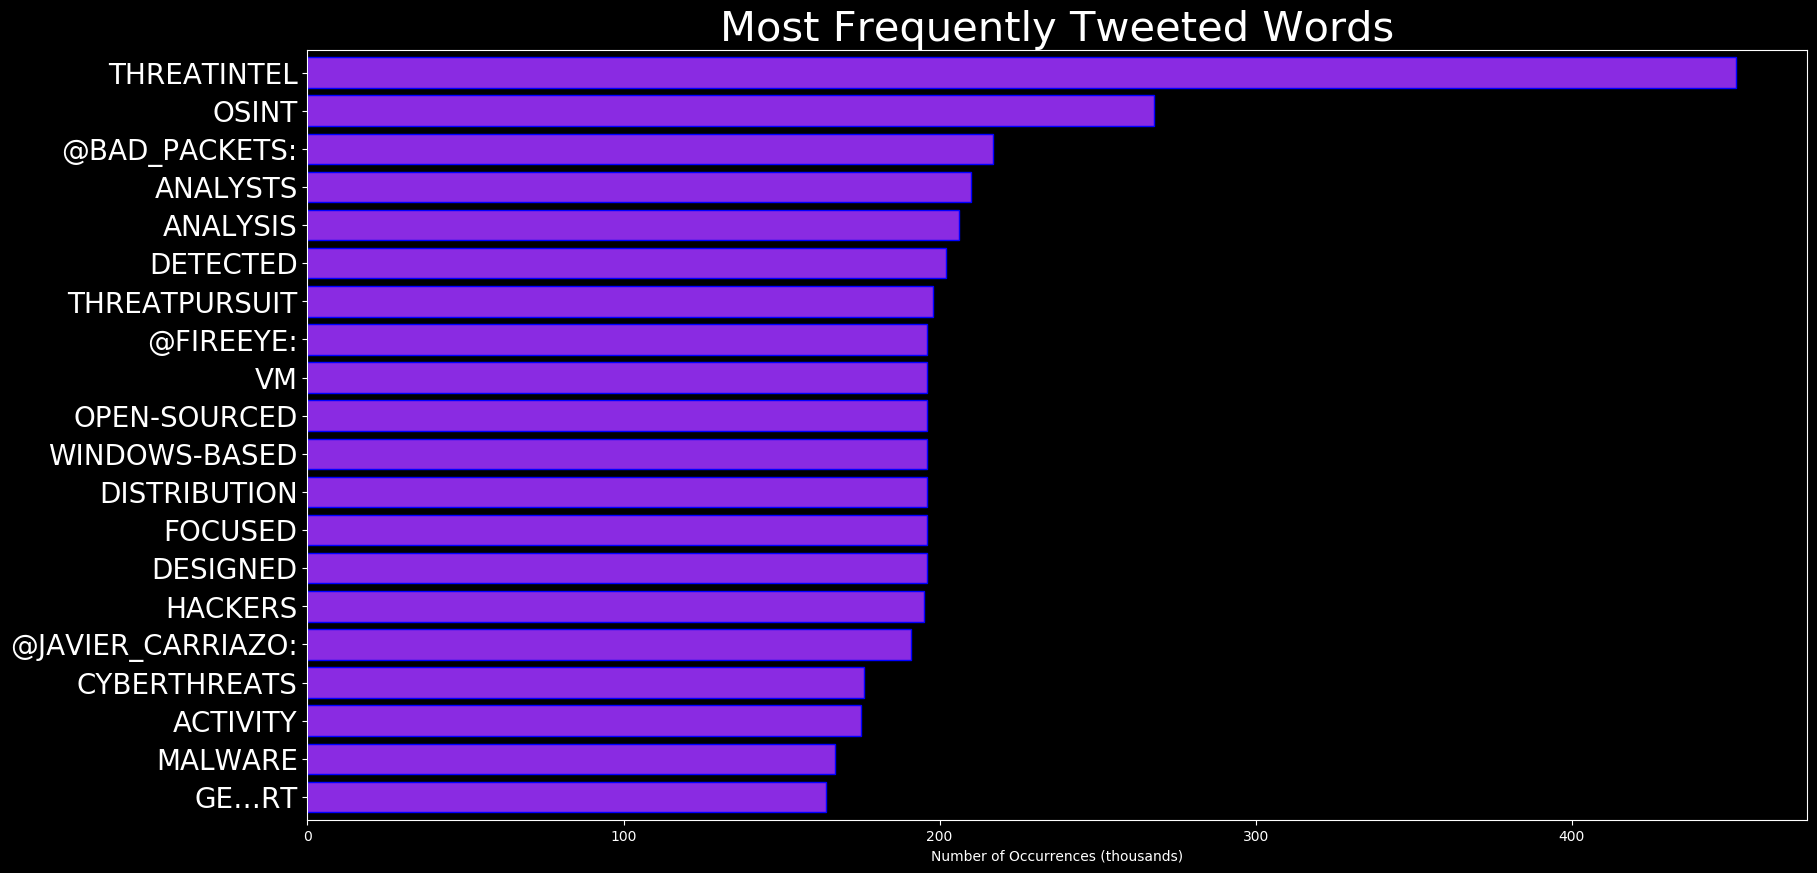 Most Frequently Tweeted Words
THREATINTEL
OSINT
@BAD_PACKETS:
ANALYSTS
ANALYSIS
DETECTED
THREATPURSUIT
@FIREEYE:
VM
OPEN-SOURCED
WINDOWS-BASED
DISTRIBUTION
FOCUSED
DESIGNED
HACKERS
@JAVIER_CARRIAZO:
CYBERTHREATS
ACTIVITY
MALWARE
GE…RT
0 100 200 300 400
Number of Occurrences (thousands)